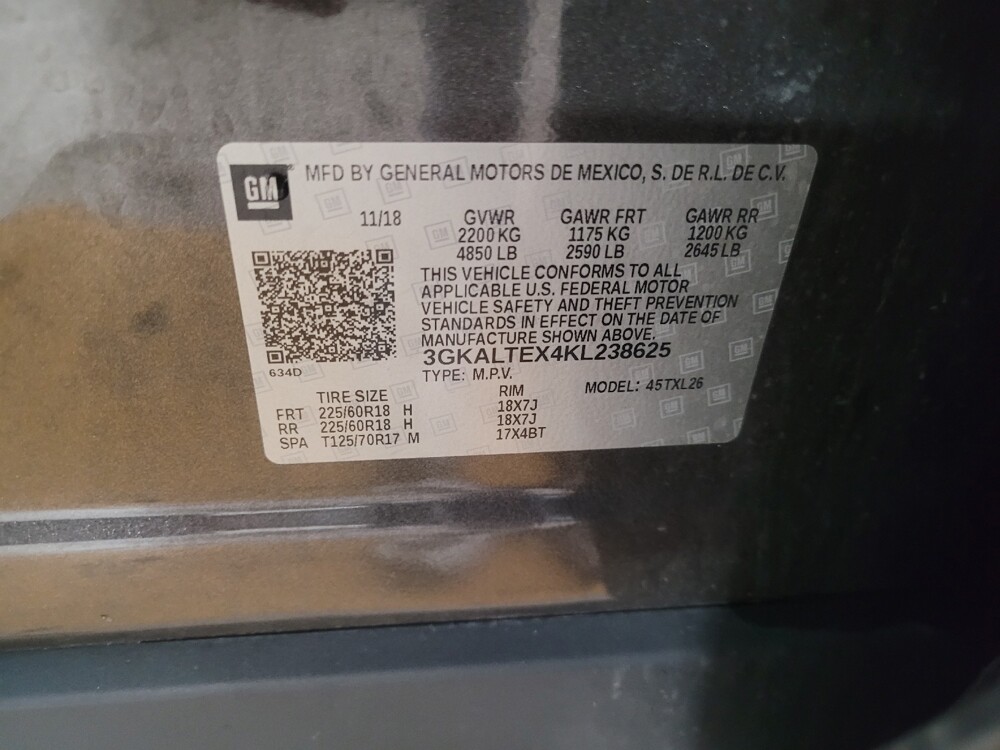 GM
MFD BY GENERAL MOTORS DE MEXICO, S. DE R.L. DE C.V.
11/18 GVWR GAWR FRT GAWR RR
2200 KG 1175 KG 1200 KG
4850 LB 2590 LB 2645 LB
THIS VEHICLE CONFORMS TO ALL
APPLICABLE U.S. FEDERAL MOTOR
VEHICLE SAFETY AND THEFT PREVENTION
STANDARDS IN EFFECT ON THE DATE OF
MANUFACTURE SHOWN ABOVE.
3GKALTEX4KL238625
634D
TYPE: M.P.V. MODEL: 45TXL26
TIRE SIZE RIM
FRT 225/60R18 H 18X7J
RR 225/60R18 H 18X7J
SPA T125/70R17 M 17X4BT